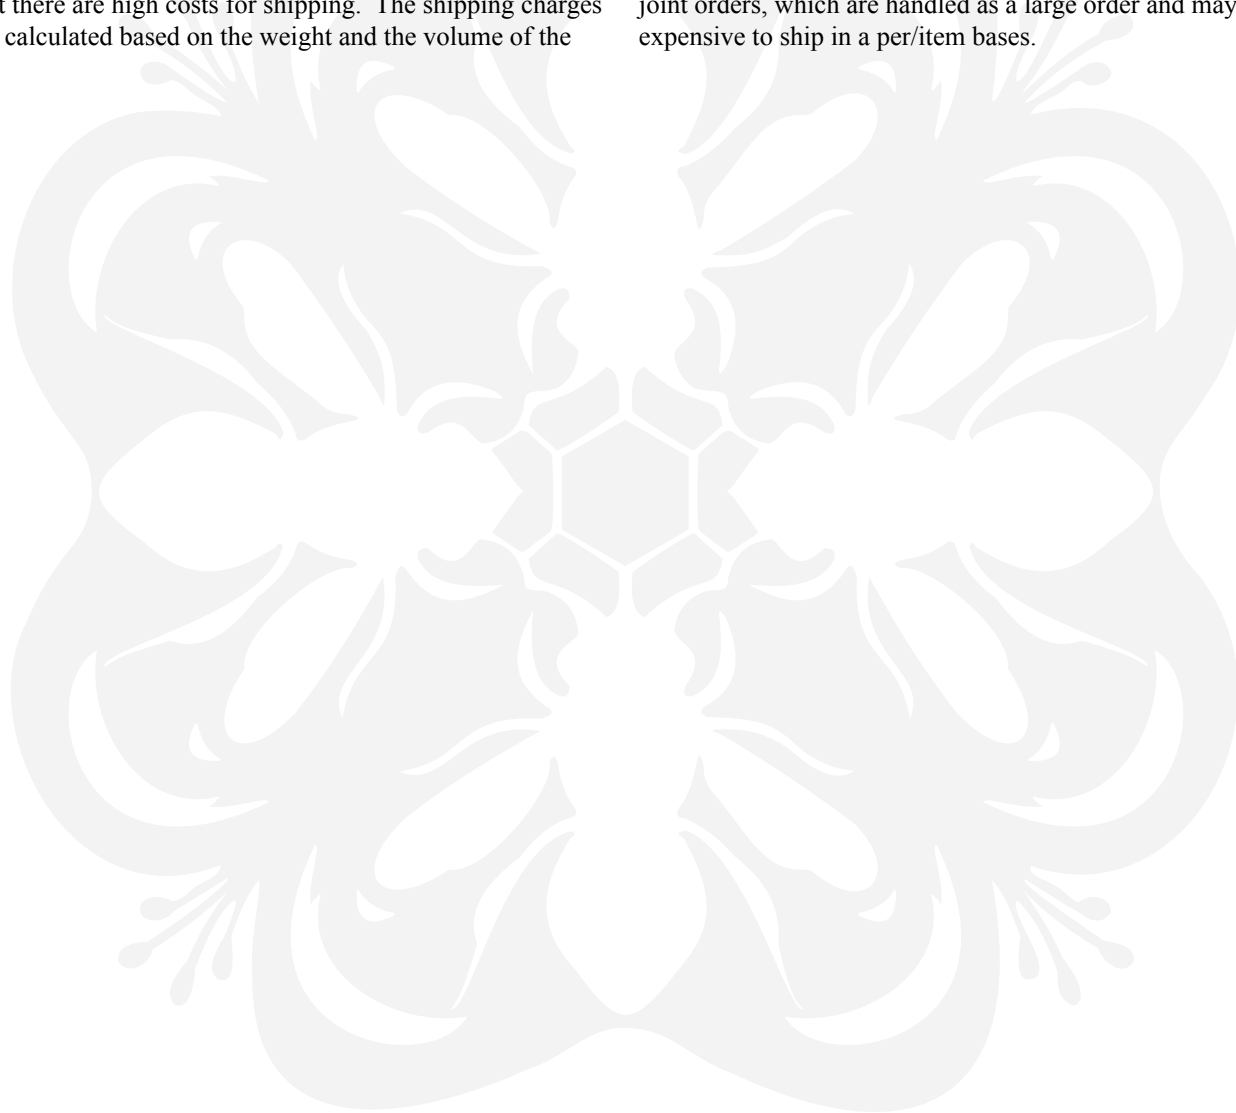 t there are high costs for shipping. The shipping charges
calculated based on the weight and the volume of the
joint orders, which are handled as a large order and may
expensive to ship in a per/item bases.